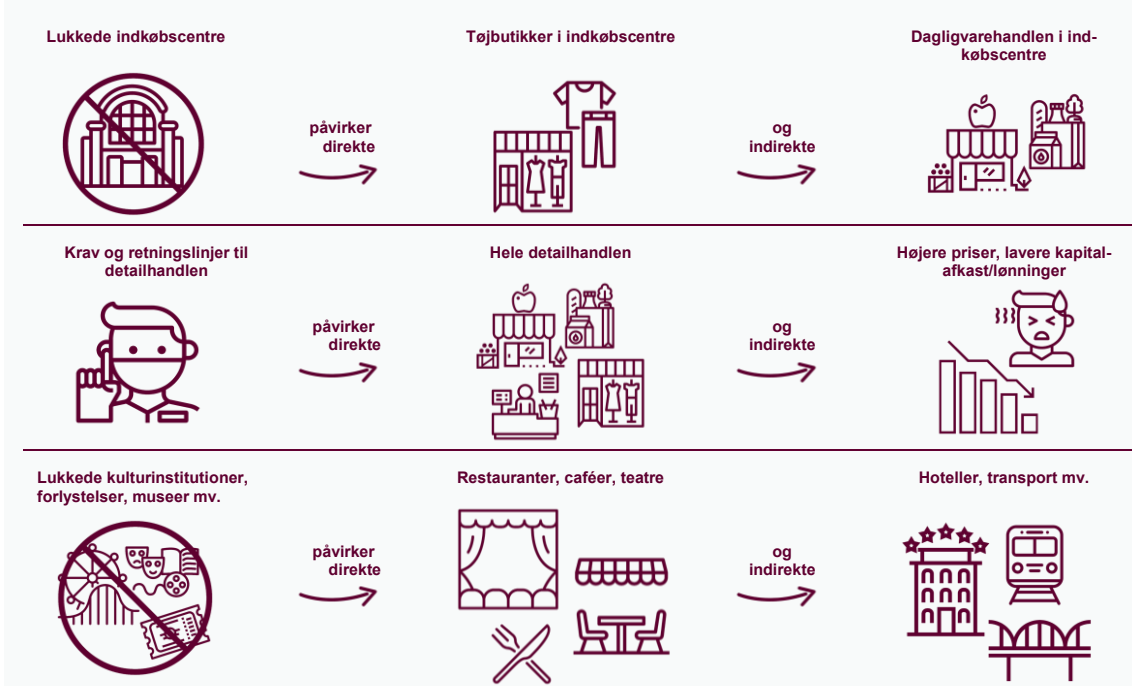 Lukkede indkøbscentre
Tøjbutikker i indkøbscentre
Dagligvarehandlen i ind-
købscentre
påvirker
direkte
og
indirekte
Krav og retningslinjer til
detailhandlen
Hele detailhandlen
Højere priser, lavere kapital-
afkast/lønninger
påvirker
direkte
og
indirekte
Lukkede kulturinstitutioner,
forlystelser, museer mv.
Restauranter, caféer, teatre
Hoteller, transport mv.
påvirker
direkte
og
indirekte